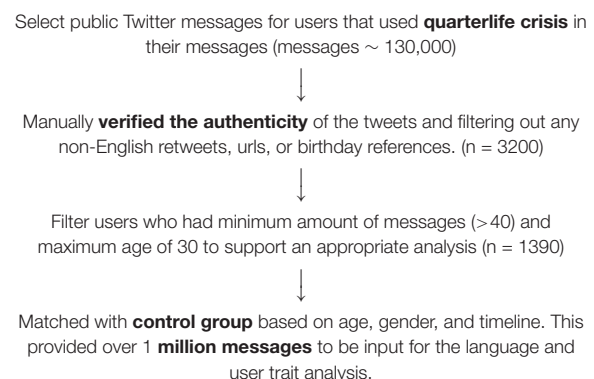 Select public Twitter messages for users that used quarterlife crisis in
their messages (messages ∼ 130,000)
Manually verified the authenticity of the tweets and filtering out any
non-English retweets, urls, or birthday references. (n = 3200)
Filter users who had minimum amount of messages (>40) and
maximum age of 30 to support an appropriate analysis (n = 1390)
Matched with control group based on age, gender, and timeline. This
provided over 1 million messages to be input for the language and
user trait analysis.